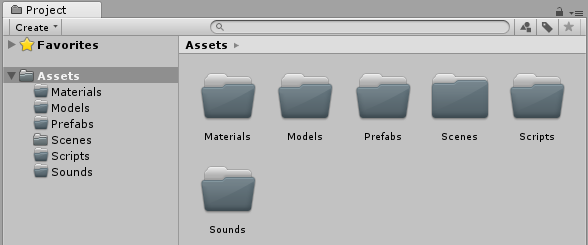 Project
Create
Favorites
Assets
Materials
Models
Prefabs
Scenes
Scripts
Sounds
Assets
Materials Models Prefabs Scenes Scripts
Sounds